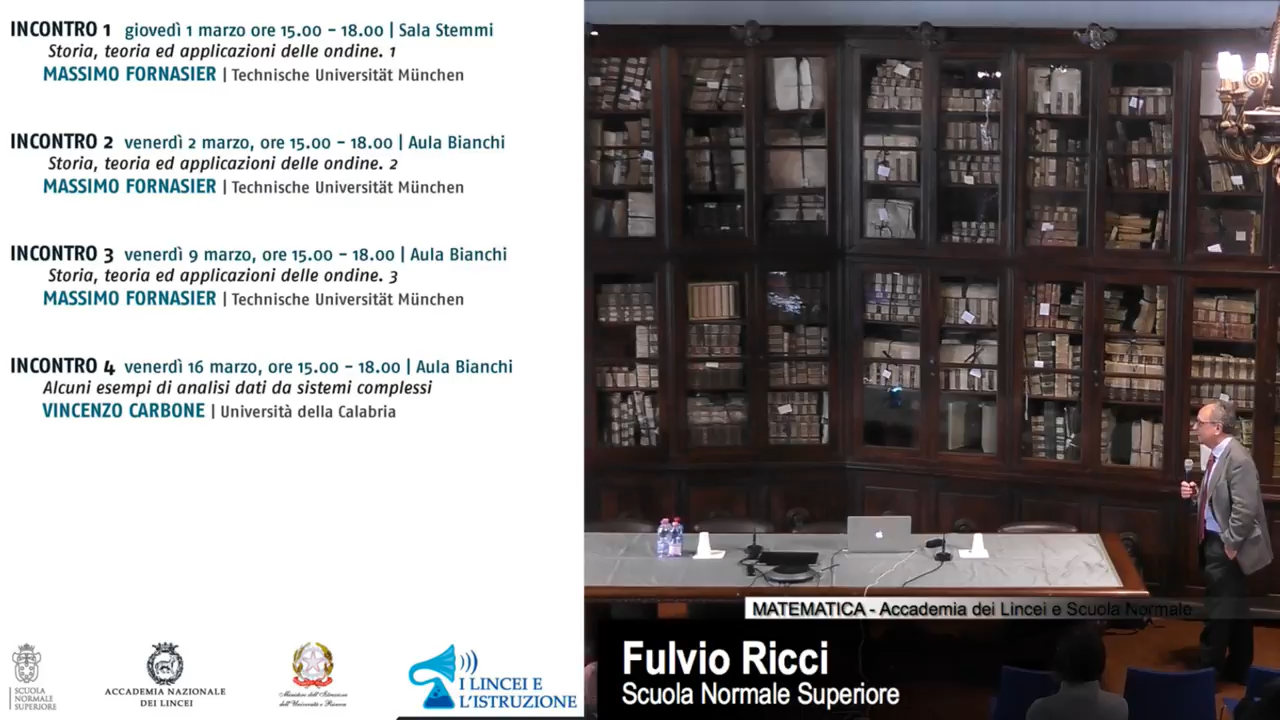 INCONTRO 1 giovedì 1 marzo ore 15.00 – 18.00 | Sala Stemmi
Storia, teoria ed applicazioni delle ondine. 1
MASSIMO FORNASIER | Technische Universität München
INCONTRO 2 venerdì 2 marzo, ore 15.00 – 18.00 | Aula Bianchi
Storia, teoria ed applicazioni delle ondine. 2
MASSIMO FORNASIER | Technische Universität München
INCONTRO 3 venerdì 9 marzo, ore 15.00 – 18.00 | Aula Bianchi
Storia, teoria ed applicazioni delle ondine. 3
MASSIMO FORNASIER | Technische Universität München
INCONTRO 4 venerdì 16 marzo, ore 15.00 – 18.00 | Aula Bianchi
Alcuni esempi di analisi dati da sistemi complessi
VINCENZO CARBONE | Università della Calabria
SCUOLA
NORMALE
SUPERIORE
ACCADEMIA NAZIONALE
DEI LINCEI
Ministero dell'Istruzione
dell'Università e Ricerca
I LINCEI E
L'ISTRUZIONE
MATEMATICA - Accademia dei Lincei e Scuola Normale
Fulvio Ricci
Scuola Normale Superiore